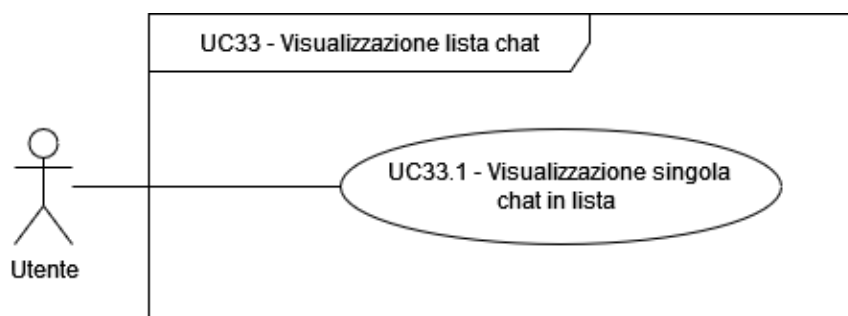 UC33 - Visualizzazione lista chat
UC33.1 - Visualizzazione singola
chat in lista
Utente